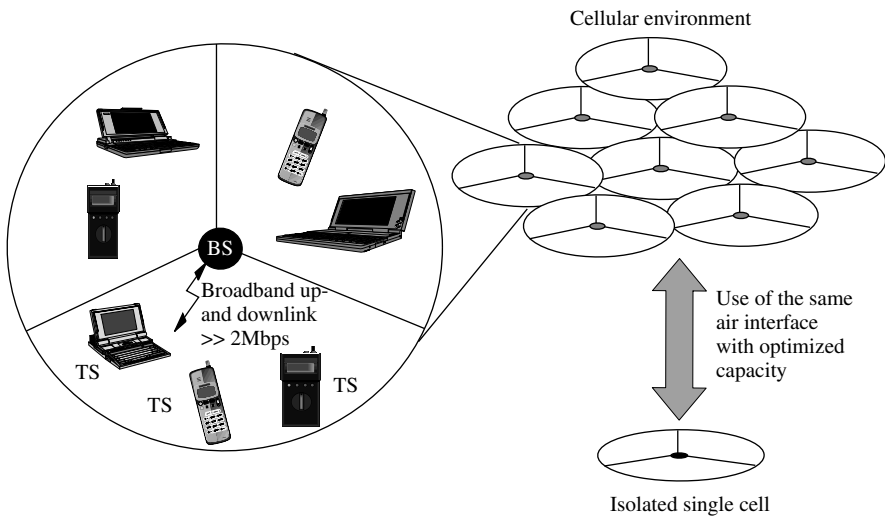 Cellular environment
BS
Broadband up-
and downlink
>> 2Mbps
TS
TS
TS
Use of the same
air interface
with optimized
capacity
Isolated single cell